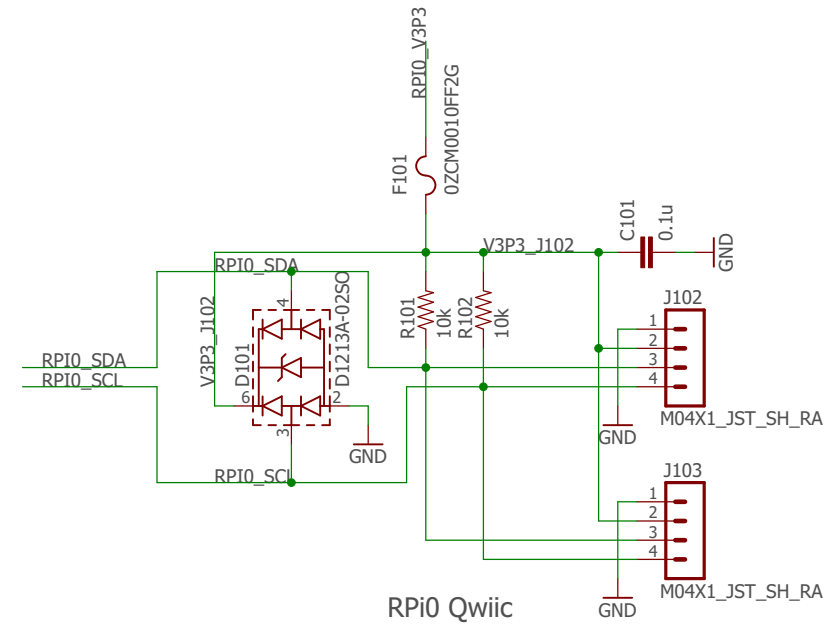 RPI0_V3P3
F101
0ZCM0010FF2G
C101
0.1u
GND
V3P3_J102
RPI0_SDA
4
D1213A-02SO
V3P3_J102
D101
R101
10k
R102
10k
J102
1
2
3
4
M04X1_JST_SH_RA
GND
RPI0_SDA
RPI0_SCL
6
2
3
GND
RPI0_SCL
J103
1
2
3
4
M04X1_JST_SH_RA
GND
RPi0 Qwiic